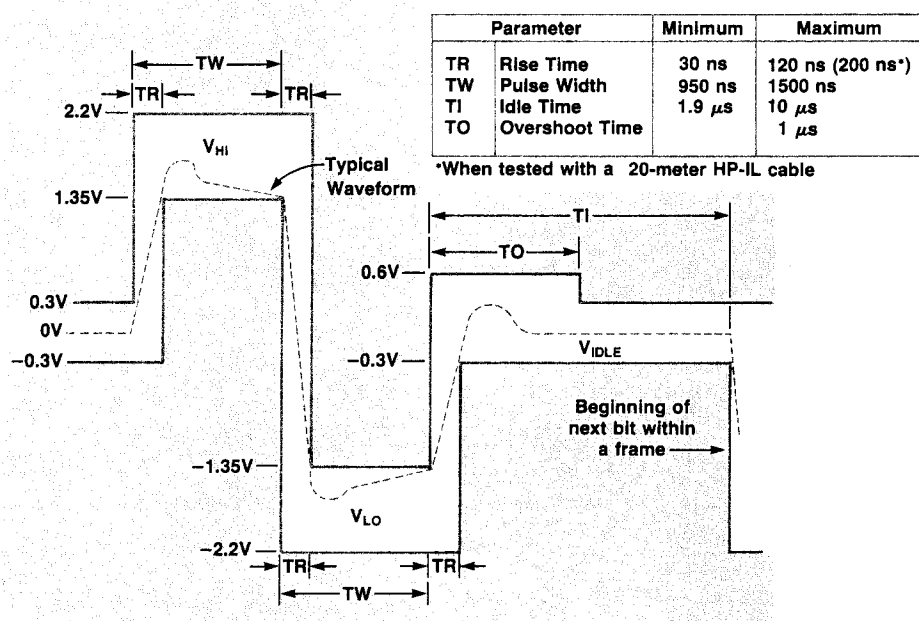 Parameter Minimum Maximum
TR Rise Time 30 ns 120 ns (200 ns*)
TW Pulse Width 950 ns 1500 ns
TI Idle Time 1.9 μs 10 μs
TO Overshoot Time 1 μs
*When tested with a 20-meter HP-IL cable
TW
TR TR
2.2V
VHI
Typical
Waveform
1.35V
TI
TO
0.6V
0.3V
0V
-0.3V
-0.3V
VIDLE
Beginning of
next bit within
a frame
-1.35V
VLO
-2.2V
TR TR
TW